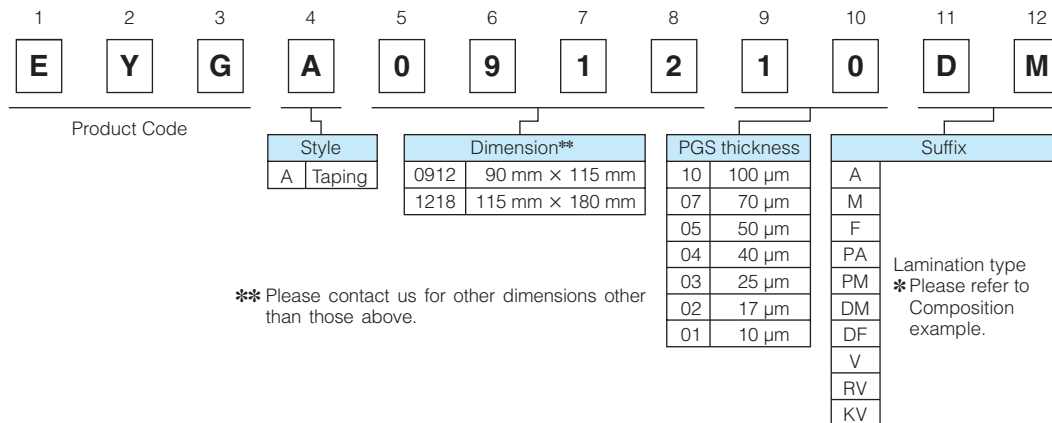 1 2 3 4 5 6 7 8 9 10 11 12
E Y G A 0 9 1 2 1 0 D M
Product Code
Style
A Taping
Dimension**
0912 90 mm × 115 mm
1218 115 mm × 180 mm
** Please contact us for other dimensions other
than those above.
PGS thickness
10 100 µm
07 70 µm
05 50 µm
04 40 µm
03 25 µm
02 17 µm
01 10 µm
Suffix
A
M
F
PA
PM
DM
DF
V
RV
KV
Lamination type
* Please refer to
Composition
example.